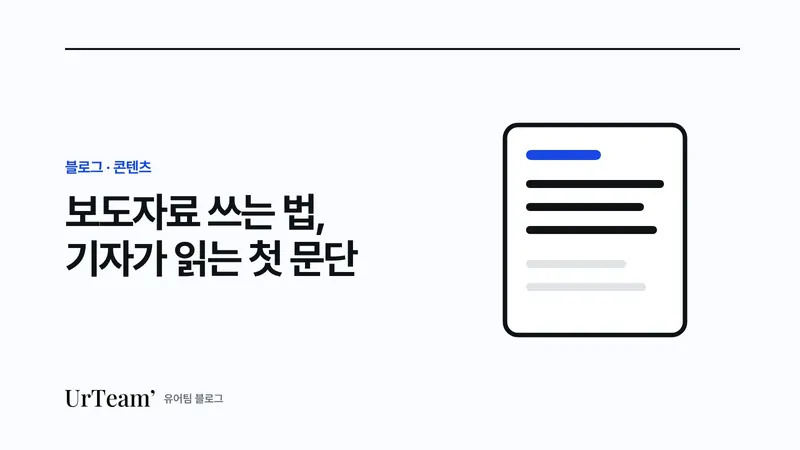 블로그 · 콘텐츠
보도자료 쓰는 법,
기자가 읽는 첫 문단
UrTeam’ 유어팀 블로그